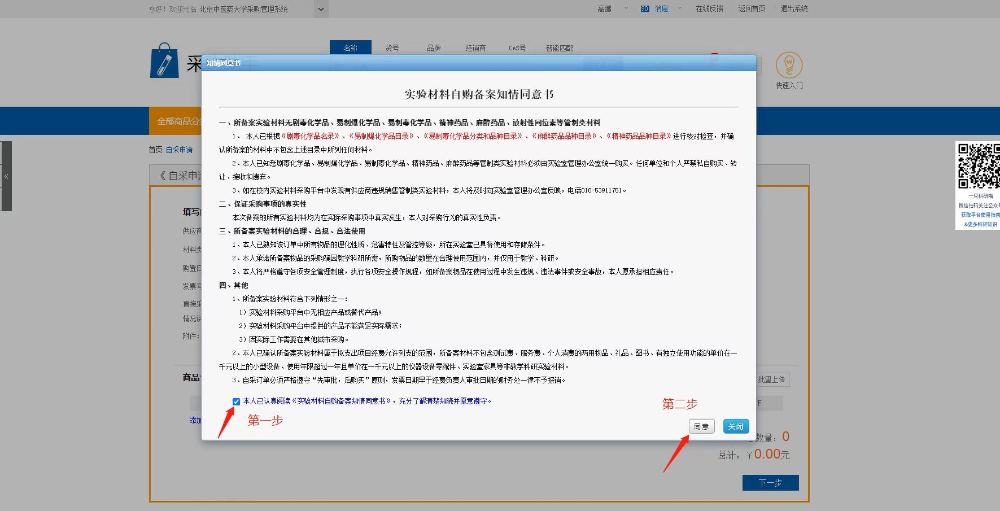 您好！欢迎光临 北京中医药大学采购管理系统
高鹏 90 消息 在线反馈 返回首页 退出系统
名称 货号 品牌 经销商 CAS号 智能匹配
采
快速入门
知情同意书
全部商品分
首页 自采申请
《 自采申
实验材料自购备案知情同意书
一、所备案实验材料无剧毒化学品、易制爆化学品、易制毒化学品、精神药品、麻醉药品、放射性同位素等管制类材料
1、 本人已根据《剧毒化学品名录》、《易制爆化学品目录》、《易制毒化学品分类和品种目录》、《麻醉药品品种目录》、《精神药品品种目录》进行核对检查，并确
认所备案的材料中不包含上述目录中所列任何材料。
2、本人已知悉剧毒化学品、易制爆化学品、易制毒化学品、精神药品、麻醉药品等管制类实验材料必须由实验室管理办公室统一购买。任何单位和个人严禁私自购买、转
让、接收和遗弃。
3、如在校内实验材料采购平台中发现有供应商违规销售管制类实验材料，本人将及时向实验室管理办公室反映，电话010-53911751。
二、保证采购事项的真实性
本次备案的所有实验材料均为在实际采购事项中真实发生，本人对采购行为的真实性负责。
三、所备案实验材料的合理、合规、合法使用
1、本人已熟知该订单中所有物品的理化性质、危害特性及管控等级，所在实验室已具备使用和存储条件。
2、本人承诺所备案物品的采购确因教学科研所需，所购物品的数量在合理使用范围内，并仅用于教学、科研。
3、本人将严格遵守各项安全管理制度，执行各项安全操作规程，如所备案物品在使用过程中发生违规、违法事件或安全事故，本人愿承担相应责任。
四、其他
1、所备案实验材料符合下列情形之一：
1）实验材料采购平台中无相应产品或替代产品；
2）实验材料采购平台中提供的产品不能满足实际需求；
3）因实际工作需要在其他城市采购。
2、本人已确认所备案实验材料属于拟支出项目经费允许列支的范围，所备案材料不包含测试费、服务费、个人消费的两用物品、礼品、图书、有独立使用功能的单价在一
千元以上的小型设备、使用年限超过一年且单价在一千元以上的仪器设备零配件、实验室家具等非教学科研实验材料。
3、自采订单必须严格遵守“先审批，后购买”原则，发票日期早于经费负责人审批日期的财务处一律不予报销。
本人已认真阅读《实验材料自购备案知情同意书》，充分了解清楚知晓并愿意遵守。
第一步
第二步
同意 关闭
填写
供应商
材料类
购置日
发票号
直接采
情况说
附件：
商品
添加
批量上传
作
数量：0
总计：￥0.00元
下一步
«
一只科研喵
微信扫码关注公众号
获取平台使用指南
&更多科研知识